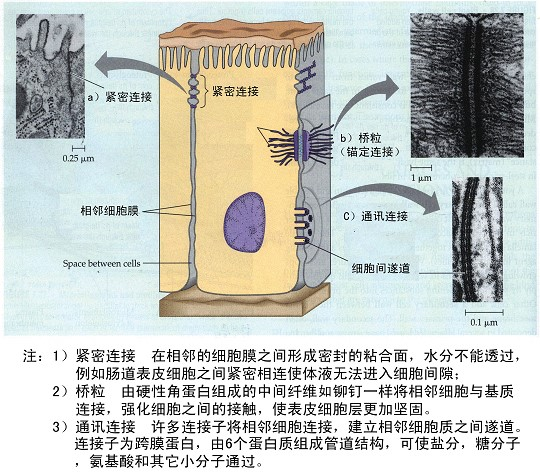 a）紧密连接
0.25 μm
紧密连接
b）桥粒
（锚定连接）
1 μm
相邻细胞膜
C）通讯连接
Space between cells
细胞间遂道
0.1 μm
注：1）紧密连接 在相邻的细胞膜之间形成密封的粘合面，水分不能透过，
例如肠道表皮细胞之间紧密相连使体液无法进入细胞间隙；
2）桥粒 由硬性角蛋白组成的中间纤维如铆钉一样将相邻细胞与基质
连接，强化细胞之间的接触，使表皮细胞层更加坚固。
3）通讯连接 许多连接子将相邻细胞连接，建立相邻细胞质之间遂道。
连接子为跨膜蛋白，由6个蛋白质组成管道结构，可使盐分，糖分子
，氨基酸和其它小分子通过。